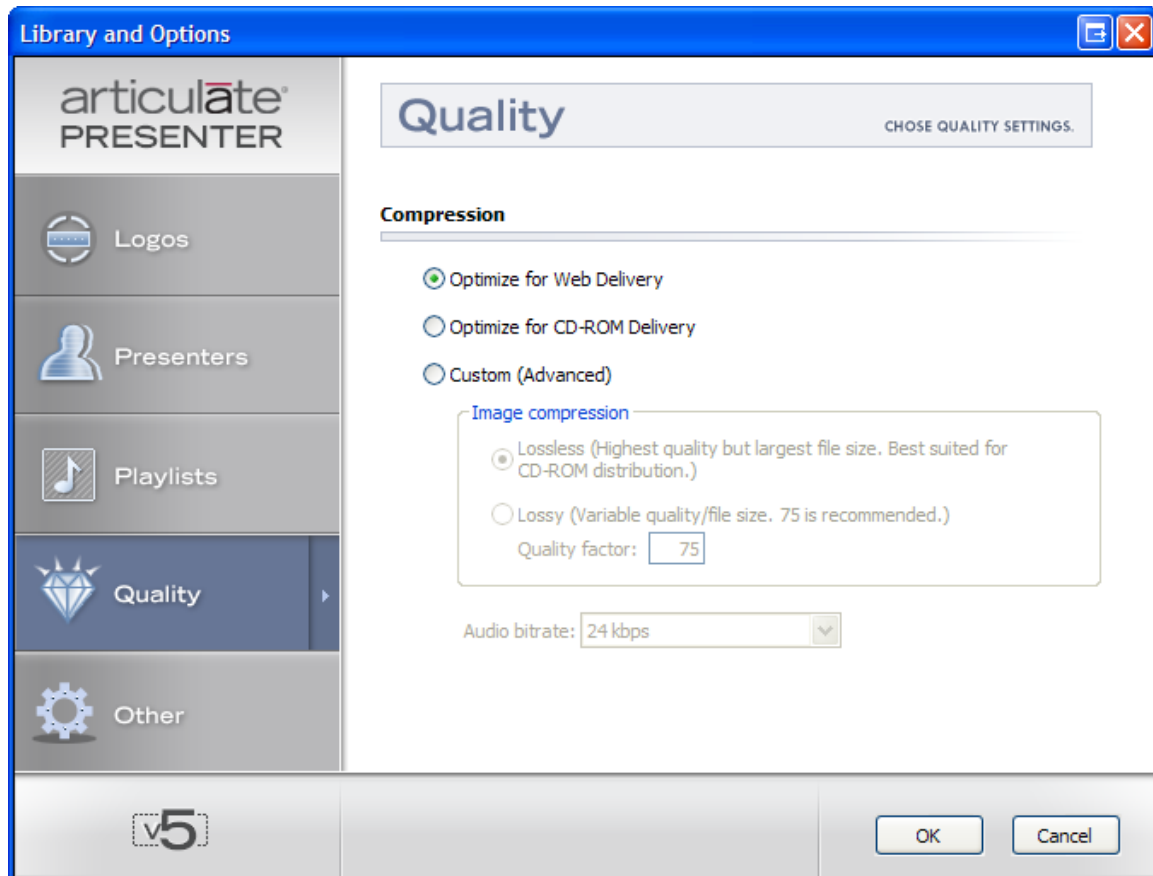 Library and Options
articulāte®
PRESENTER
Logos
Presenters
Playlists
Quality
Other
v5
Quality
CHOSE QUALITY SETTINGS.
Compression
Optimize for Web Delivery
Optimize for CD-ROM Delivery
Custom (Advanced)
Image compression
Lossless (Highest quality but largest file size. Best suited for
CD-ROM distribution.)
Lossy (Variable quality/file size. 75 is recommended.)
Quality factor: 75
Audio bitrate: 24 kbps
OK
Cancel